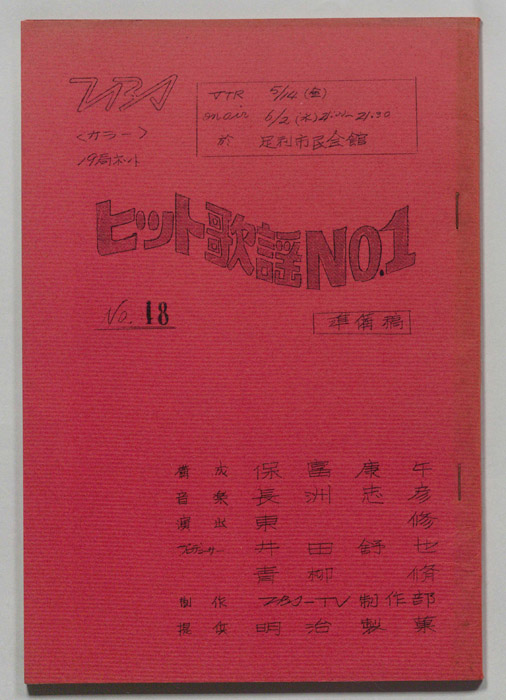 TBS
<カラー>
19局ネット
VTR 5/14(金)
on air 6/2(水) 21:00~21:30
於 足利市民会館
ヒット歌謡NO.1
No. 18
準備稿
構成 保冨康午
音楽 長洲忠彦
演出 東 修
プロデューサー 井田舒也
青柳 脩
制作 TBS-TV制作部
提供 明治製菓